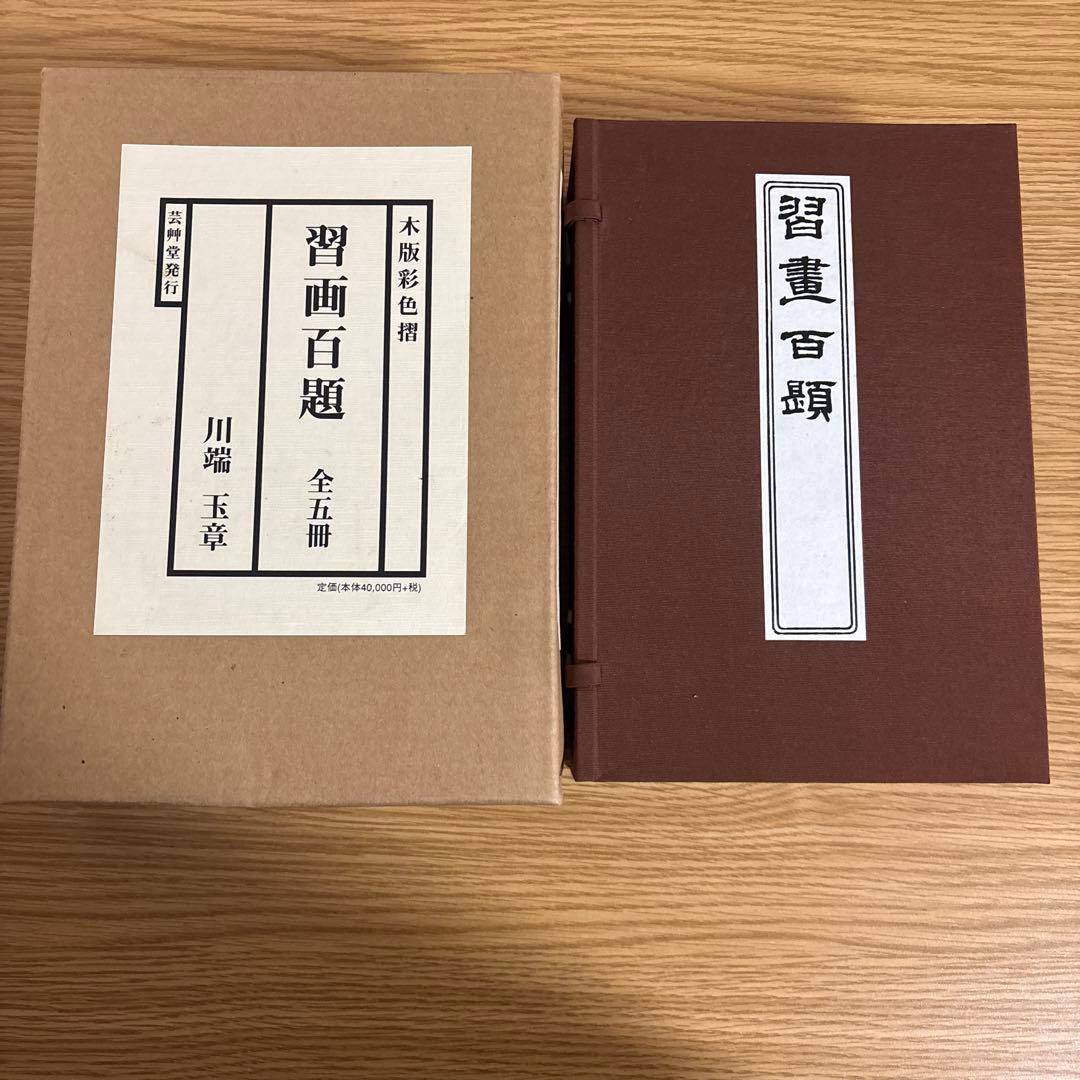 木版彩色摺
習画百題 全五冊
川端 玉章
芸艸堂発行
定価(本体40,000円+税)
習畫百題